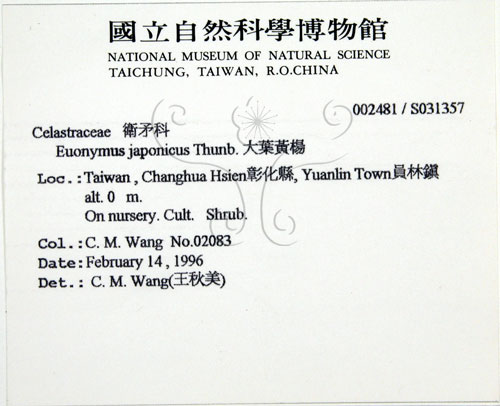 國立自然科學博物館
NATIONAL MUSEUM OF NATURAL SCIENCE
TAICHUNG, TAIWAN, R.O.CHINA
002481 / S031357
Celastraceae 衛矛科
Euonymus japonicus Thunb. 大葉黃楊
Loc.:Taiwan , Changhua Hsien彰化縣, Yuanlin Town員林鎮
alt. 0 m.
On nursery. Cult. Shrub.
Col.:C. M. Wang No.02083
Date:February 14 , 1996
Det.: C. M. Wang(王秋美)